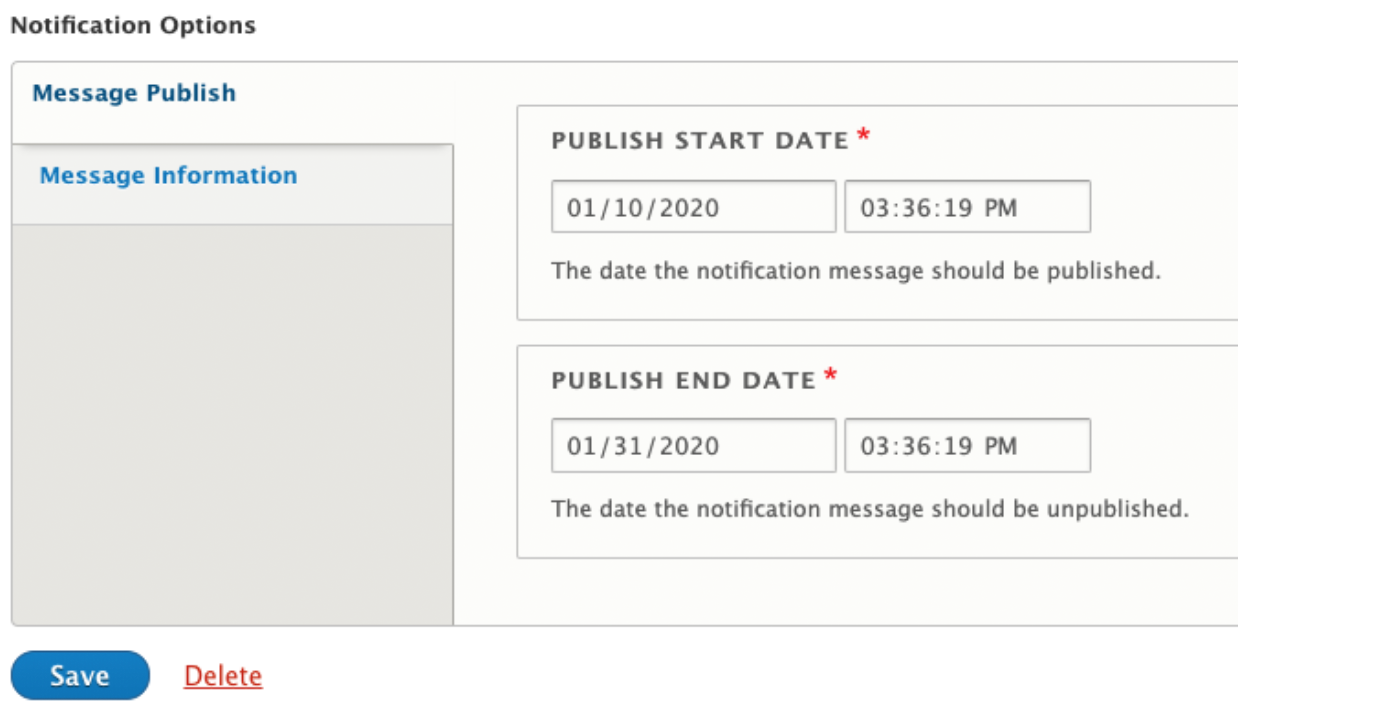 Notification Options
Message Publish
Message Information
PUBLISH START DATE *
01/10/2020 03:36:19 PM
The date the notification message should be published.
PUBLISH END DATE *
01/31/2020 03:36:19 PM
The date the notification message should be unpublished.
Save Delete